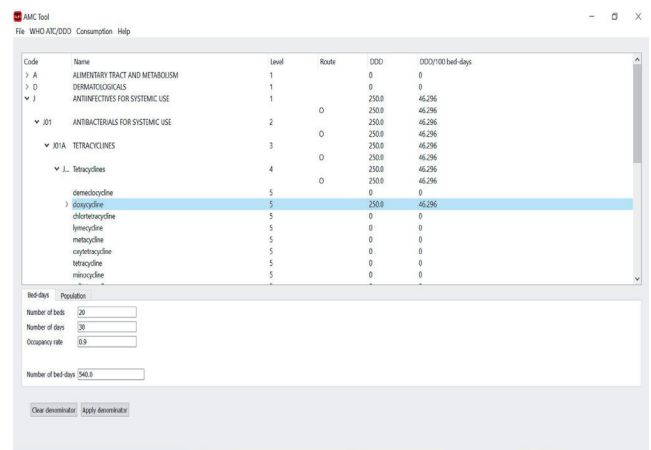 AMC Tool
File WHO ATC/DDD Consumption Help
Code Name Level Route DDD DDD/100 bed-days
> A ALIMENTARY TRACT AND METABOLISM 1 0 0
> D DERMATOLOGICALS 1 0 0
J ANTIINFECTIVES FOR SYSTEMIC USE 1 250.0 46.296
O 250.0 46.296
J01 ANTIBACTERIALS FOR SYSTEMIC USE 2 250.0 46.296
O 250.0 46.296
J01A TETRACYCLINES 3 250.0 46.296
O 250.0 46.296
J... Tetracyclines 4 250.0 46.296
O 250.0 46.296
demeclocycline 5 0 0
> doxycycline 5 250.0 46.296
chlortetracycline 5 0 0
lymecycline 5 0 0
metacycline 5 0 0
oxytetracycline 5 0 0
tetracycline 5 0 0
minocycline 5 0 0
Bed-days Population
Number of beds 20
Number of days 30
Occupancy rate 0.9
Number of bed-days 540.0
Clear denominator Apply denominator